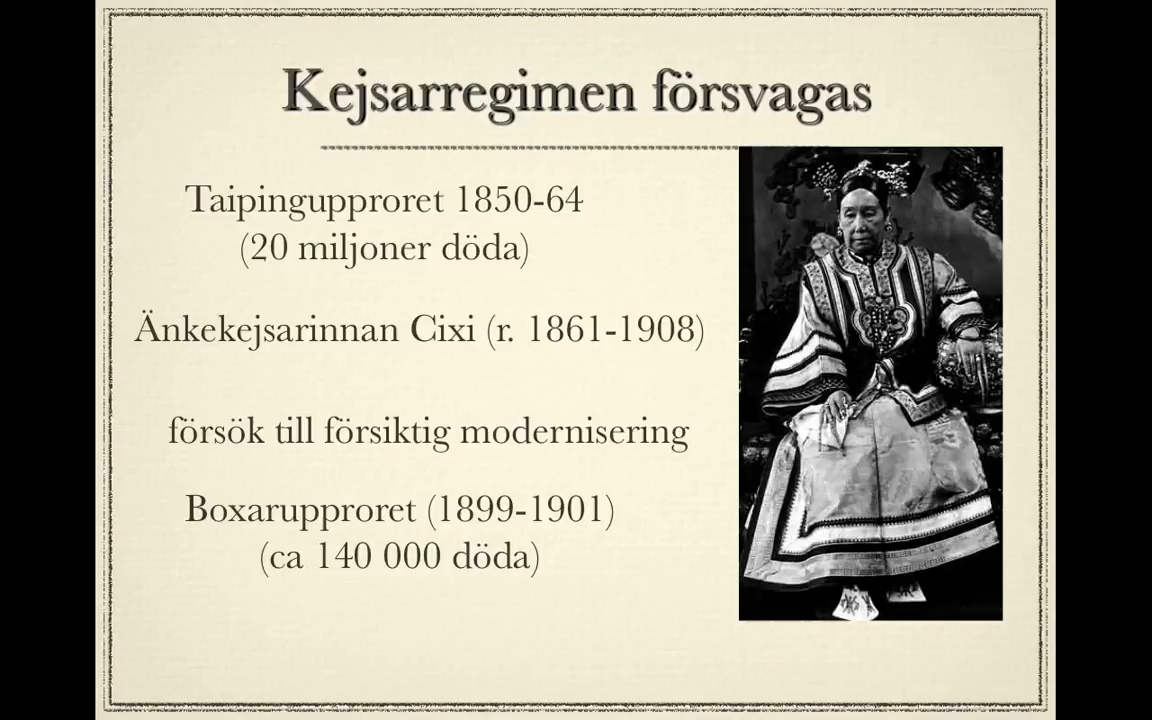 Kejsarregimen försvagas
Taipingupproret 1850-64
(20 miljoner döda)
Änkekejsarinnan Cixi (r. 1861-1908)
försök till försiktig modernisering
Boxarupproret (1899-1901)
(ca 140 000 döda)